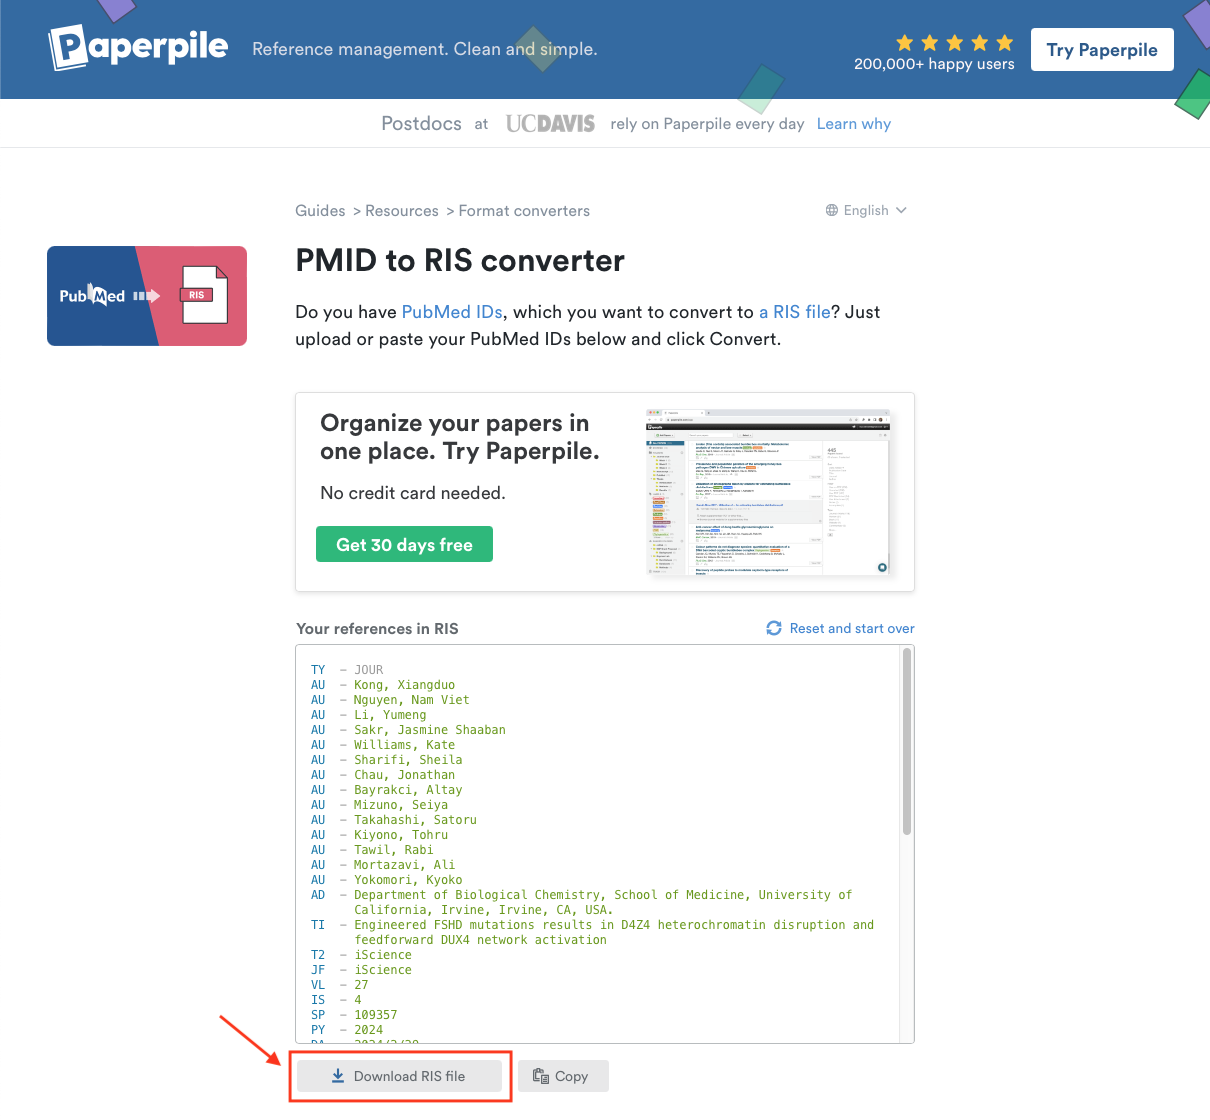 Paperpile
Reference management. Clean and simple.
200,000+ happy users
Try Paperpile
Postdocs at UCDAVIS rely on Paperpile every day Learn why
Guides > Resources > Format converters
English
PubMed
RIS
PMID to RIS converter
Do you have PubMed IDs, which you want to convert to a RIS file? Just
upload or paste your PubMed IDs below and click Convert.
Organize your papers in
one place. Try Paperpile.
No credit card needed.
Get 30 days free
Your references in RIS
Reset and start over
TY – JOUR
AU – Kong, Xiangduo
AU – Nguyen, Nam Viet
AU – Li, Yumeng
AU – Sakr, Jasmine Shaaban
AU – Williams, Kate
AU – Sharifi, Sheila
AU – Chau, Jonathan
AU – Bayrakci, Altay
AU – Mizuno, Seiya
AU – Takahashi, Satoru
AU – Kiyono, Tohru
AU – Tawil, Rabi
AU – Mortazavi, Ali
AU – Yokomori, Kyoko
AD – Department of Biological Chemistry, School of Medicine, University of
California, Irvine, Irvine, CA, USA.
TI – Engineered FSHD mutations results in D4Z4 heterochromatin disruption and
feedforward DUX4 network activation
T2 – iScience
JF – iScience
VL – 27
IS – 4
SP – 109357
PY – 2024
Download RIS file
Copy